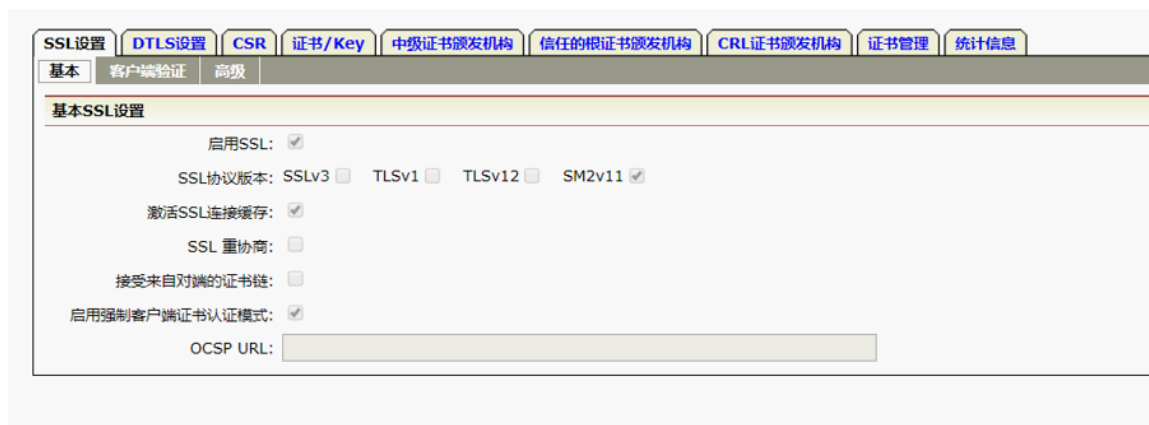 SSL设置 DTLS设置 CSR 证书/Key 中级证书颁发机构 信任的根证书颁发机构 CRL证书颁发机构 证书管理 统计信息
基本 客户端验证 高级
基本SSL设置
启用SSL:
SSL协议版本: SSLv3 TLSv1 TLSv12 SM2v11
激活SSL连接缓存:
SSL 重协商:
接受来自对端的证书链:
启用强制客户端证书认证模式:
OCSP URL: